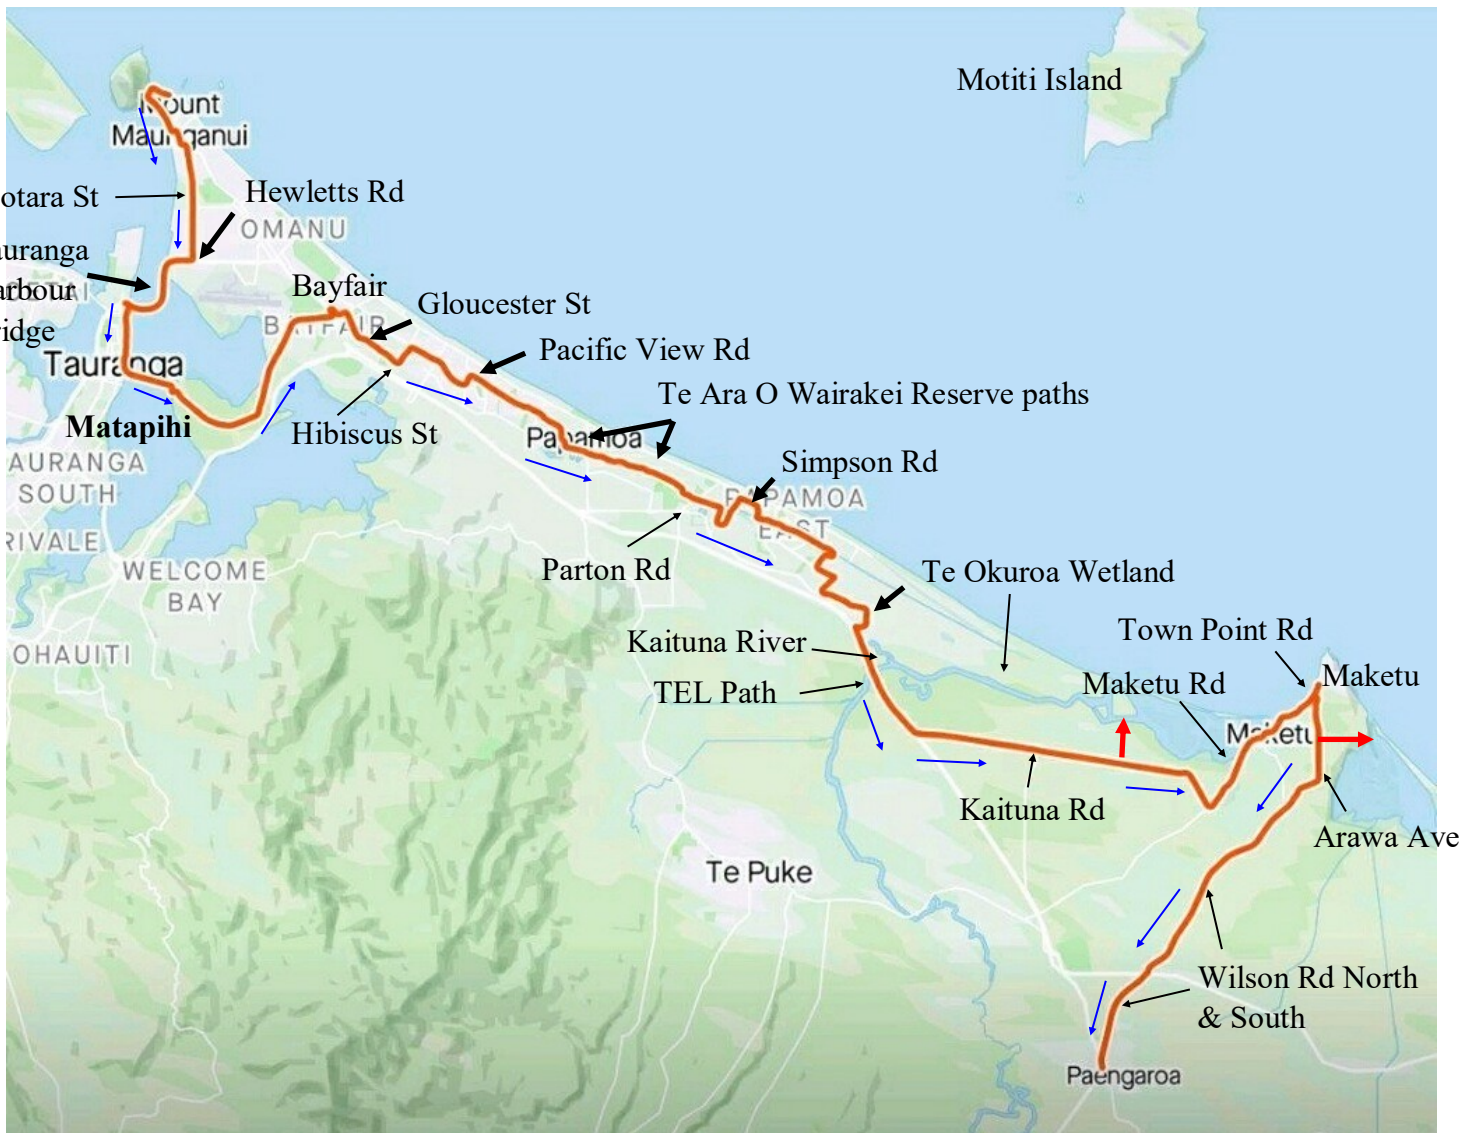 Motiti Island
Mount
Maunganui
otara St
Hewletts Rd
OMANU
auranga
arbour
ridge
Bayfair
BAYFAIR
Gloucester St
Pacific View Rd
Tauranga
Te Ara O Wairakei Reserve paths
Matapihi
Hibiscus St
Papamoa
Simpson Rd
AURANGA
SOUTH
PAPAMOA
EAST
RIVALE
WELCOME
BAY
Parton Rd
Te Okuroa Wetland
OHAUITI
Kaituna River
Town Point Rd
TEL Path
Maketu Rd
Maketu
Maketu
Kaituna Rd
Arawa Ave
Te Puke
Wilson Rd North
& South
Paengaroa